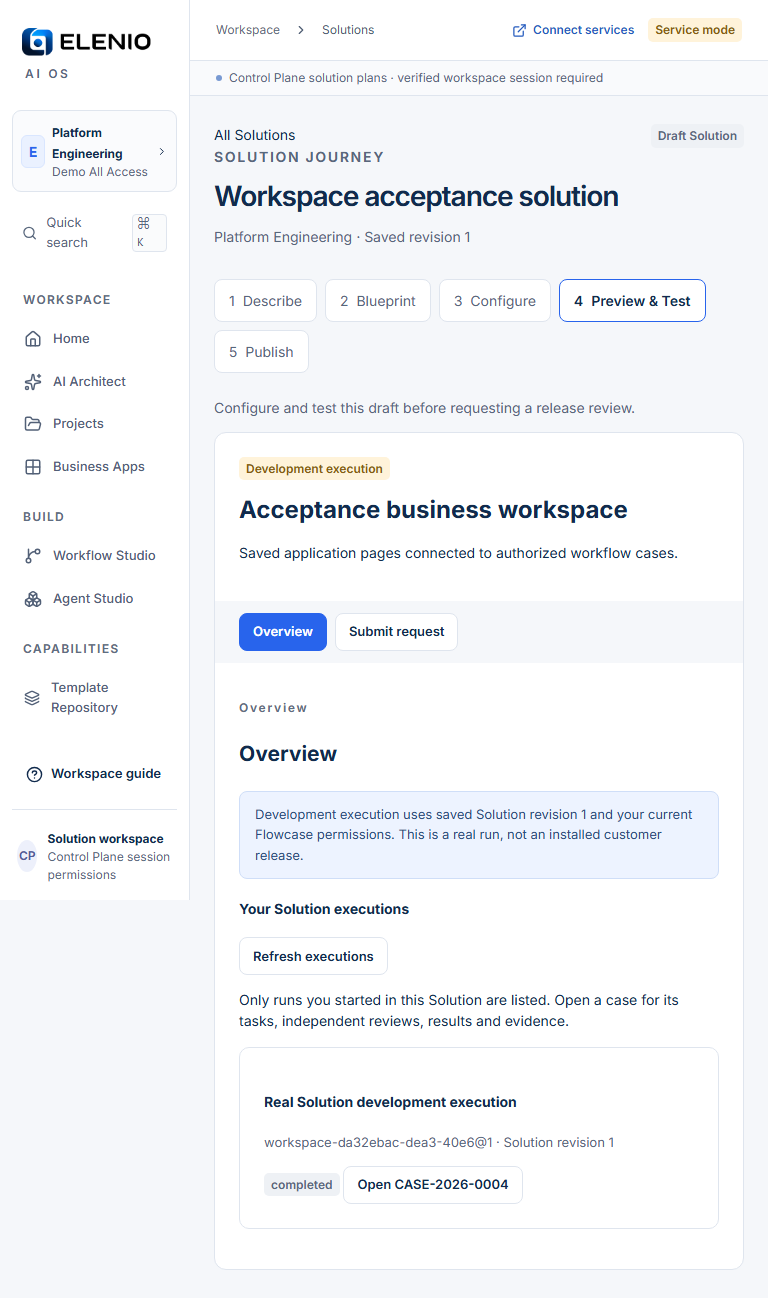 ELENIO
AI OS
Platform
Engineering
E
Demo All Access
Quick
search
⌘
K
WORKSPACE
Home
AI Architect
Projects
Business Apps
BUILD
Workflow Studio
Agent Studio
CAPABILITIES
Template
Repository
Workspace guide
CP
Solution workspace
Control Plane session
permissions
Workspace > Solutions
Connect services
Service mode
Control Plane solution plans · verified workspace session required
All Solutions
Draft Solution
SOLUTION JOURNEY
Workspace acceptance solution
Platform Engineering · Saved revision 1
1 Describe
2 Blueprint
3 Configure
4 Preview & Test
5 Publish
Configure and test this draft before requesting a release review.
Development execution
Acceptance business workspace
Saved application pages connected to authorized workflow cases.
Overview
Submit request
Overview
Overview
Development execution uses saved Solution revision 1 and your current
Flowcase permissions. This is a real run, not an installed customer
release.
Your Solution executions
Refresh executions
Only runs you started in this Solution are listed. Open a case for its
tasks, independent reviews, results and evidence.
Real Solution development execution
workspace-da32ebac-dea3-40e6@1 · Solution revision 1
completed
Open CASE-2026-0004